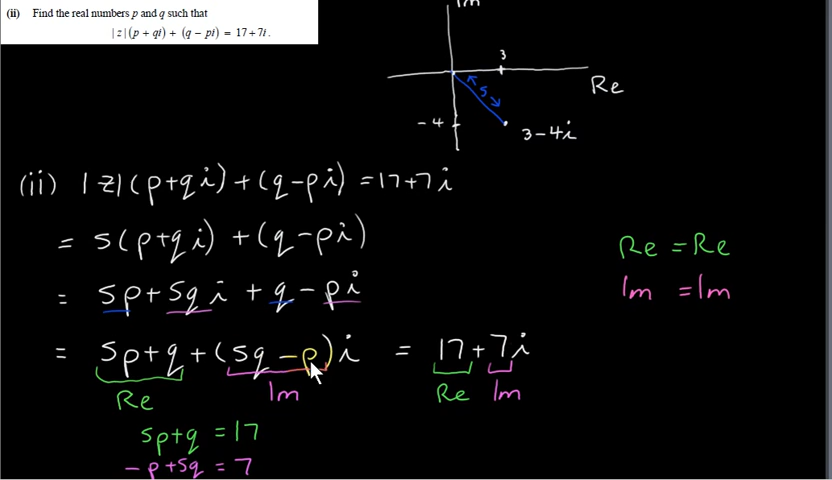 (ii) Find the real numbers p and q such that
|z|(p + qi) + (q − pi) = 17+7i.
Im
3
Re
5
-4
3-4i
(ii) |z|(p+qi)+(q-pi)=17+7i
= 5(p+qi)+(q-pi)
= 5p+5qi+q-pi
Re = Re
Im = Im
= 5p+q+(5q-p)i = 17+7i
Re Im Re Im
5p+q = 17
-p+5q = 7